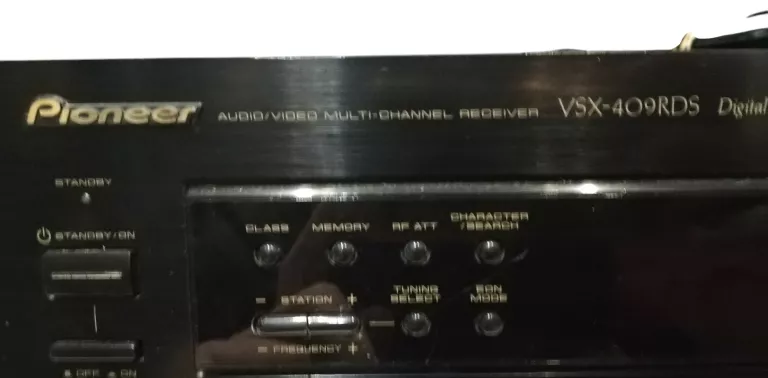 Pioneer AUDIO/VIDEO MULTI-CHANNEL RECEIVER VSX-409RDS Digital
STANDBY
STANDBY/ON
CLASS MEMORY RF ATT CHARACTER
/SEARCH
− STATION + TUNING
SELECT EON
MODE
− FREQUENCY +
OFF ON